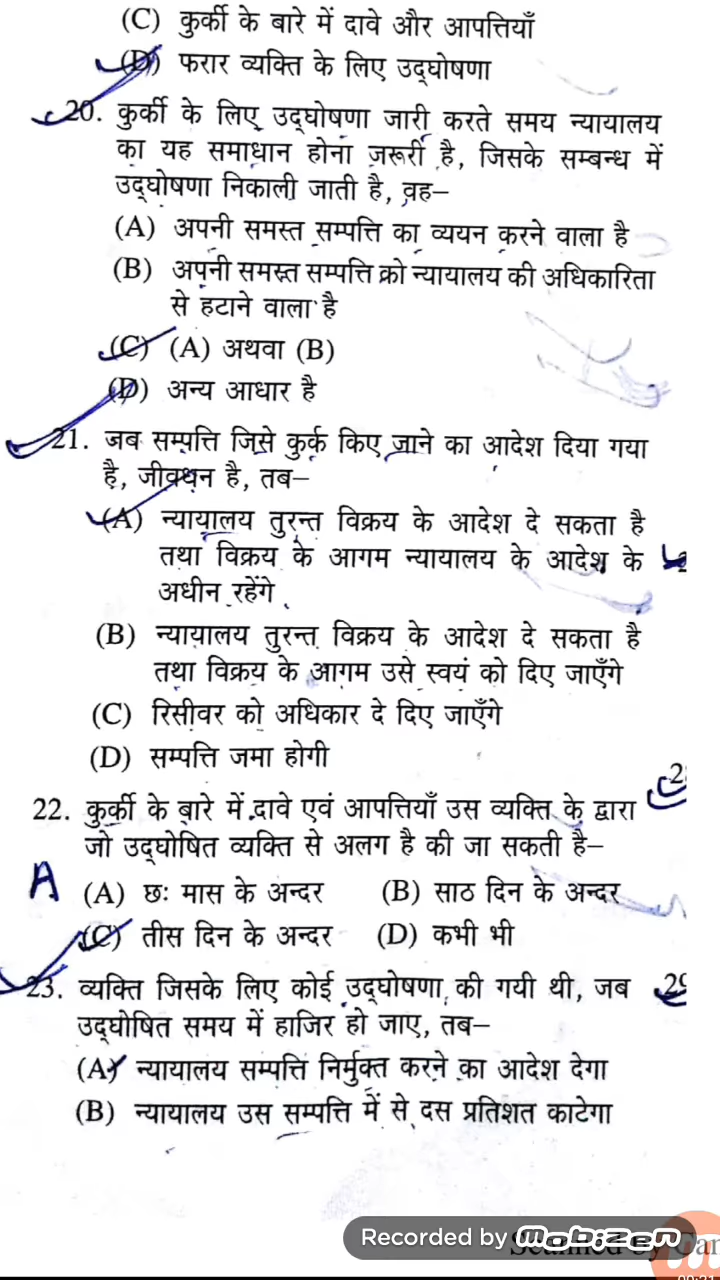 (C) कुर्की के बारे में दावे और आपत्तियाँ
(D) फरार व्यक्ति के लिए उद्घोषणा
20. कुर्की के लिए उद्घोषणा जारी करते समय न्यायालय
का यह समाधान होना ज़रूरी है, जिसके सम्बन्ध में
उद्घोषणा निकाली जाती है, वह–
(A) अपनी समस्त सम्पत्ति का व्ययन करने वाला है
(B) अपनी समस्त सम्पत्ति को न्यायालय की अधिकारिता
से हटाने वाला है
(C) (A) अथवा (B)
(D) अन्य आधार है
21. जब सम्पत्ति जिसे कुर्क किए जाने का आदेश दिया गया
है, जीवधन है, तब–
(A) न्यायालय तुरन्त विक्रय के आदेश दे सकता है
तथा विक्रय के आगम न्यायालय के आदेश के
अधीन रहेंगे
(B) न्यायालय तुरन्त विक्रय के आदेश दे सकता है
तथा विक्रय के आगम उसे स्वयं को दिए जाएँगे
(C) रिसीवर को अधिकार दे दिए जाएँगे
(D) सम्पत्ति जमा होगी
22. कुर्की के बारे में दावे एवं आपत्तियाँ उस व्यक्ति के द्वारा
जो उद्घोषित व्यक्ति से अलग है की जा सकती है–
A (A) छः मास के अन्दर (B) साठ दिन के अन्दर
(C) तीस दिन के अन्दर (D) कभी भी
23. व्यक्ति जिसके लिए कोई उद्घोषणा की गयी थी, जब
उद्घोषित समय में हाजिर हो जाए, तब–
(A) न्यायालय सम्पत्ति निर्मुक्त करने का आदेश देगा
(B) न्यायालय उस सम्पत्ति में से दस प्रतिशत काटेगा
Recorded by mobizen